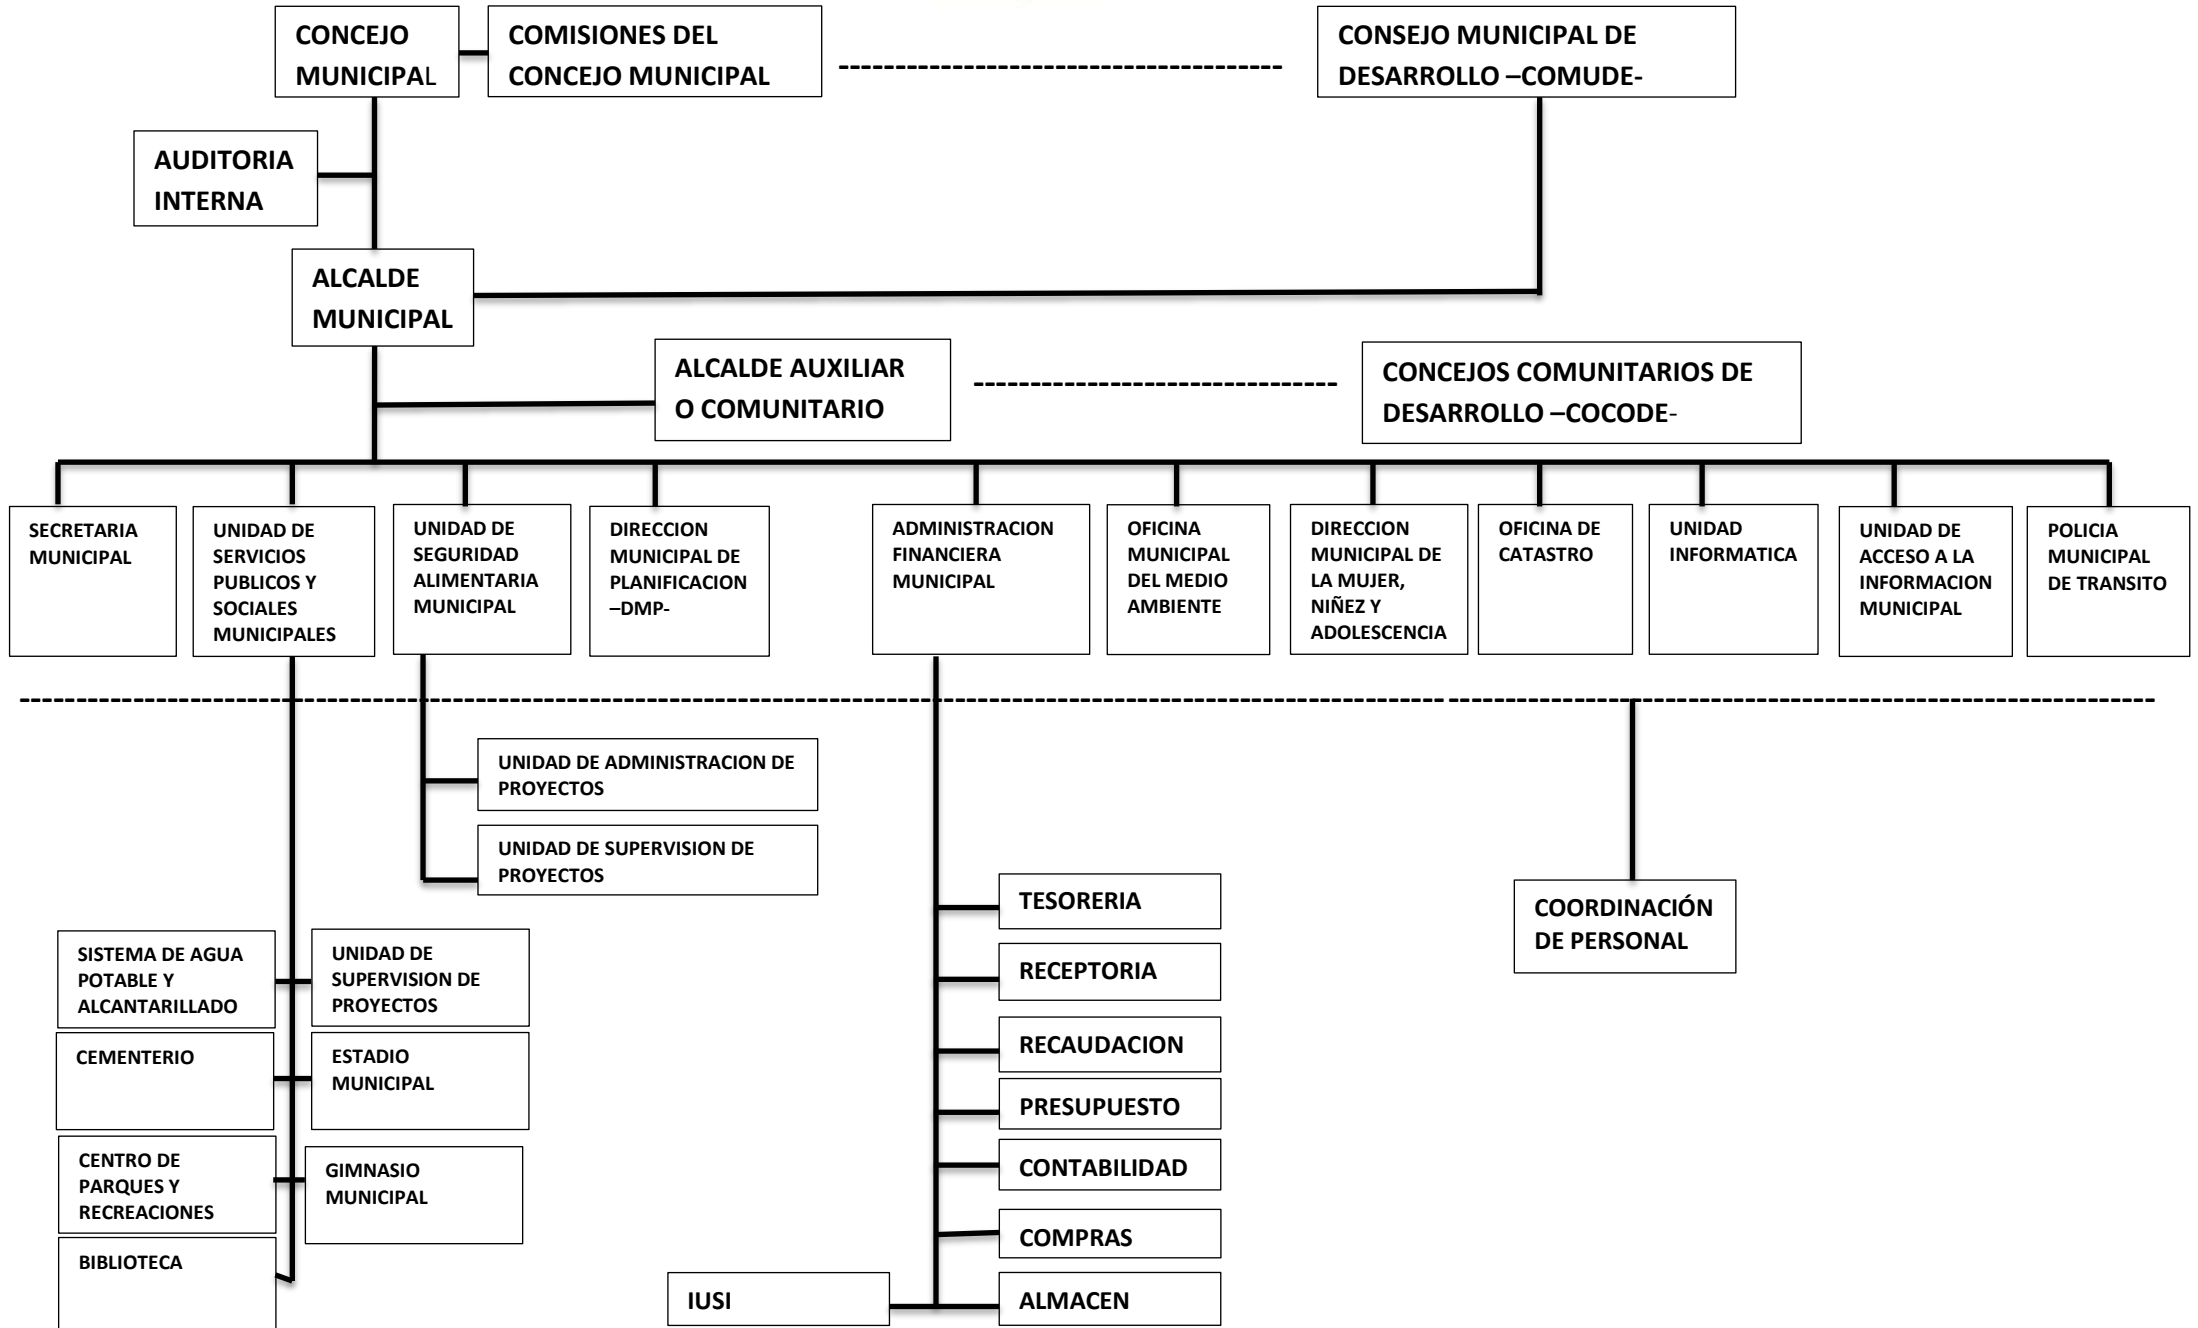 CONCEJO
MUNICIPAL
COMISIONES DEL
CONCEJO MUNICIPAL
CONSEJO MUNICIPAL DE
DESARROLLO –COMUDE-
AUDITORIA
INTERNA
ALCALDE
MUNICIPAL
ALCALDE AUXILIAR
O COMUNITARIO
CONCEJOS COMUNITARIOS DE
DESARROLLO –COCODE-
SECRETARIA
MUNICIPAL
UNIDAD DE
SERVICIOS
PUBLICOS Y
SOCIALES
MUNICIPALES
UNIDAD DE
SEGURIDAD
ALIMENTARIA
MUNICIPAL
DIRECCION
MUNICIPAL DE
PLANIFICACION
–DMP-
ADMINISTRACION
FINANCIERA
MUNICIPAL
OFICINA
MUNICIPAL
DEL MEDIO
AMBIENTE
DIRECCION
MUNICIPAL DE
LA MUJER,
NIÑEZ Y
ADOLESCENCIA
OFICINA DE
CATASTRO
UNIDAD
INFORMATICA
UNIDAD DE
ACCESO A LA
INFORMACION
MUNICIPAL
POLICIA
MUNICIPAL
DE TRANSITO
UNIDAD DE ADMINISTRACION DE
PROYECTOS
UNIDAD DE SUPERVISION DE
PROYECTOS
SISTEMA DE AGUA
POTABLE Y
ALCANTARILLADO
UNIDAD DE
SUPERVISION DE
PROYECTOS
CEMENTERIO
ESTADIO
MUNICIPAL
CENTRO DE
PARQUES Y
RECREACIONES
GIMNASIO
MUNICIPAL
BIBLIOTECA
TESORERIA
RECEPTORIA
RECAUDACION
PRESUPUESTO
CONTABILIDAD
COMPRAS
IUSI
ALMACEN
COORDINACIÓN
DE PERSONAL